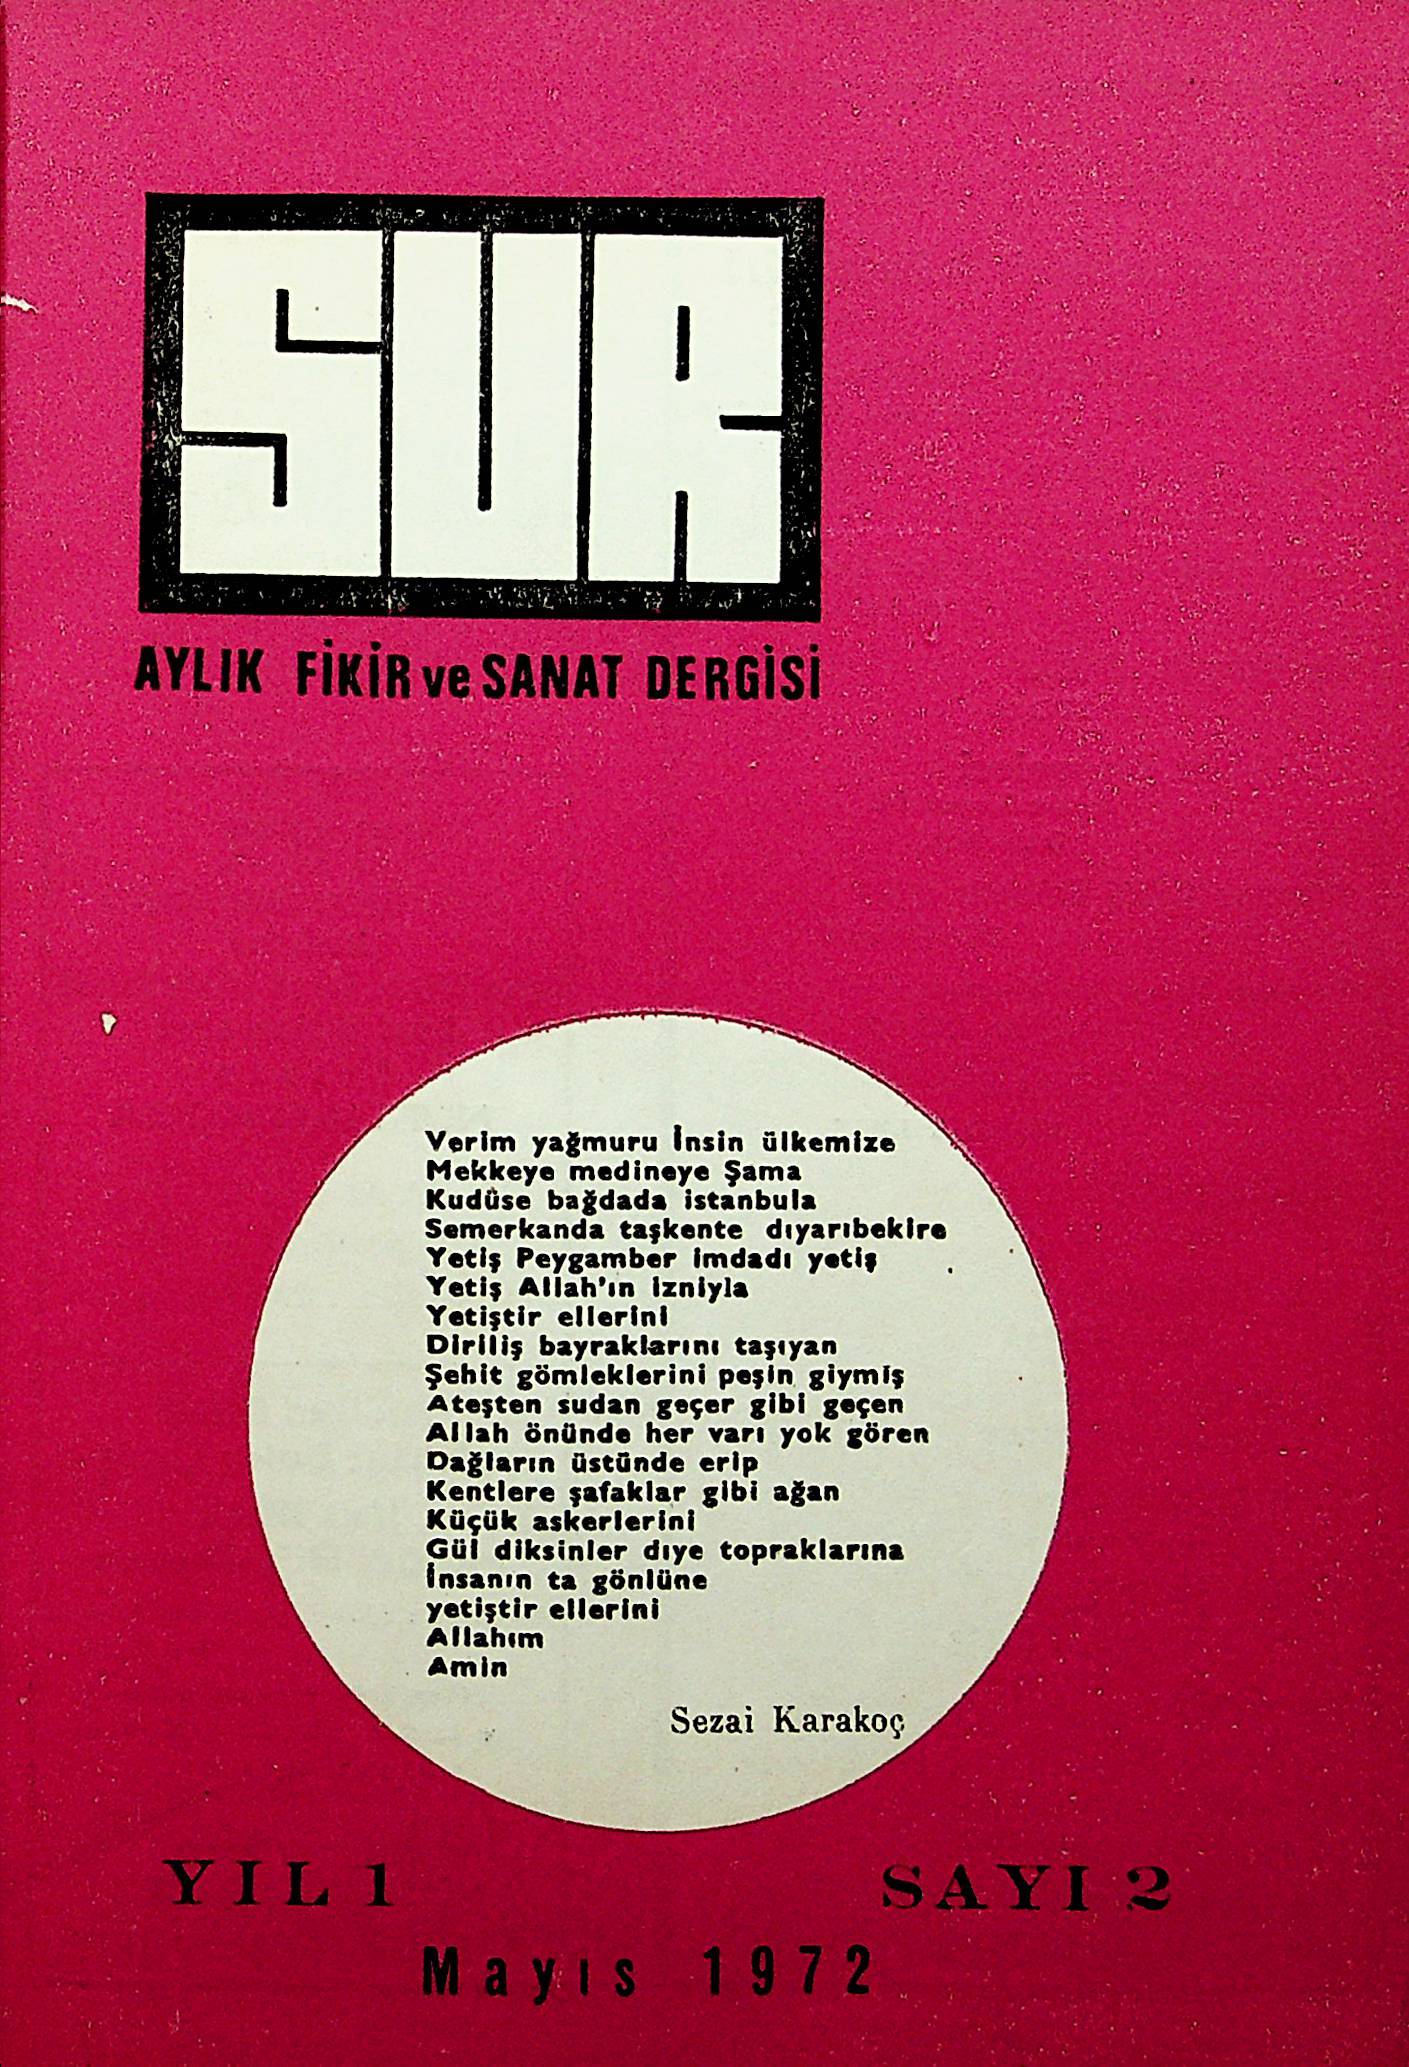 SUR
AYLIK FİKİR ve SANAT DERGİSİ
Verim yağmuru İnsin ülkemize
Mekkeye medineye Şama
Kudüse bağdada istanbula
Semerkanda taşkente dıyarıbekire
Yetiş Peygamber imdadı yetiş
Yetiş Allah'ın izniyla
Yetiştir ellerini
Diriliş bayraklarını taşıyan
Şehit gömleklerini peşin giymiş
Ateşten sudan geçer gibi geçen
Allah önünde her varı yok gören
Dağların üstünde erip
Kentlere şafaklar gibi ağan
Küçük askerlerini
Gül diksinler dıye topraklarına
İnsanın ta gönlüne
yetiştir ellerini
Allahım
Amin
Sezai Karakoç
YIL 1 SAYI 2
Mayıs 1972